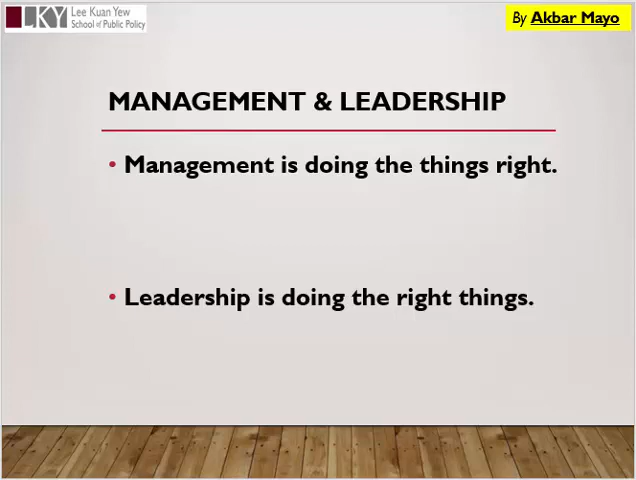 LKY Lee Kuan Yew
School of Public Policy
By Akbar Mayo
MANAGEMENT & LEADERSHIP
• Management is doing the things right.
• Leadership is doing the right things.